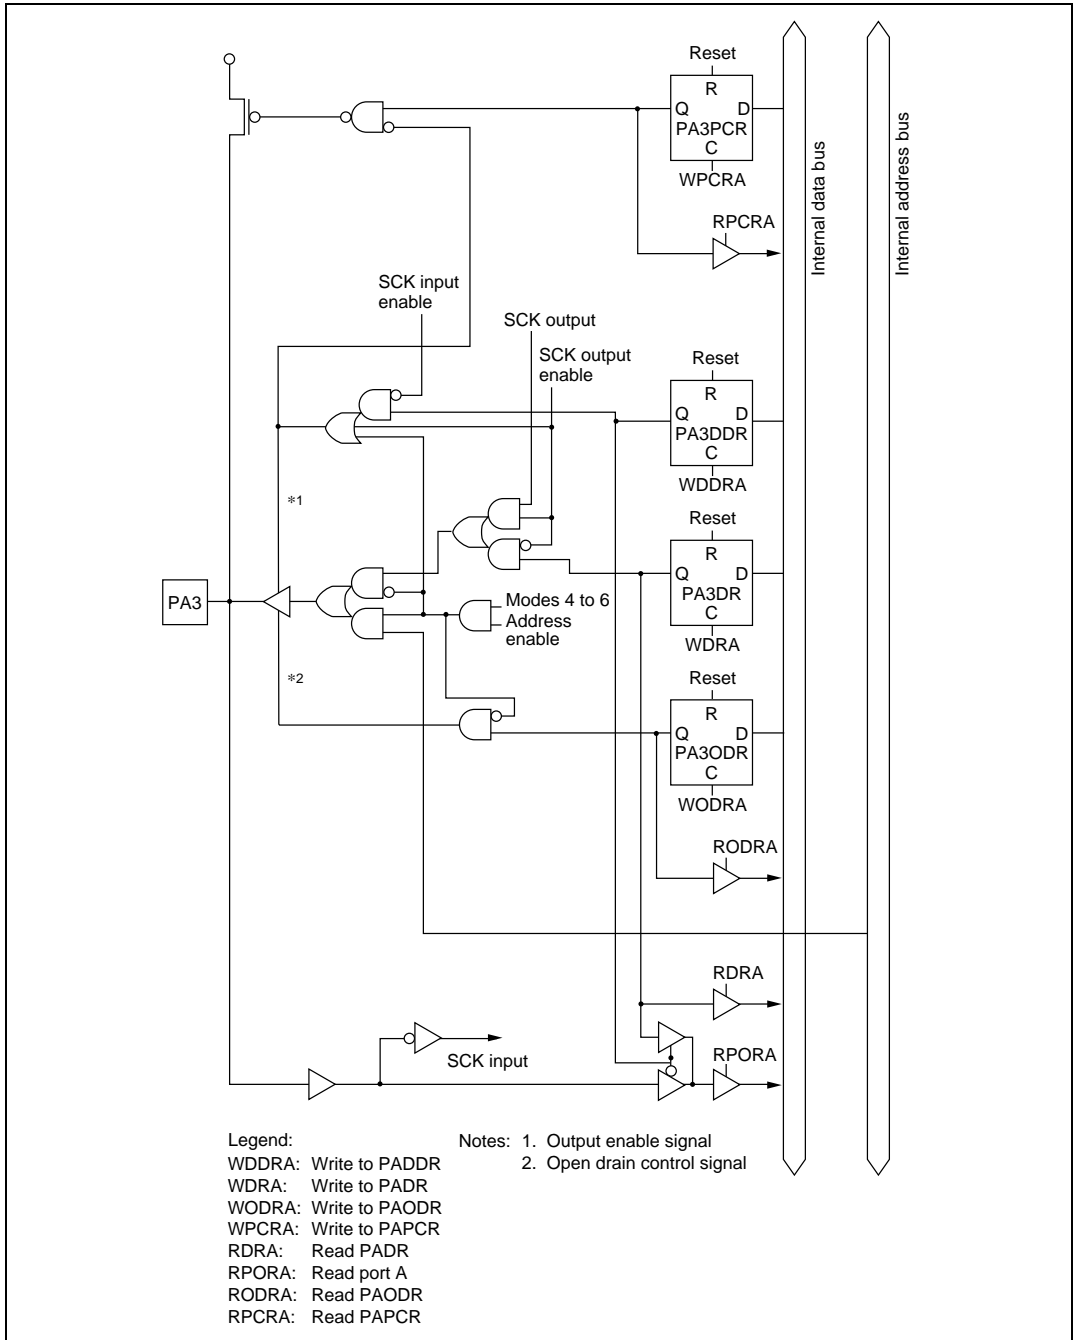 Reset
R
Q D
PA3PCR
C
WPCRA
RPCRA
Internal data bus
Internal address bus
SCK input
enable
SCK output
SCK output
enable
Reset
R
Q D
PA3DDR
C
WDDRA
*1
Reset
R
Q D
PA3DR
C
WDRA
PA3
Modes 4 to 6
Address
enable
*2
Reset
R
Q D
PA3ODR
C
WODRA
RODRA
RDRA
SCK input
RPORA
Legend:
WDDRA: Write to PADDR
WDRA: Write to PADR
WODRA: Write to PAODR
WPCRA: Write to PAPCR
RDRA: Read PADR
RPORA: Read port A
RODRA: Read PAODR
RPCRA: Read PAPCR
Notes: 1. Output enable signal
2. Open drain control signal